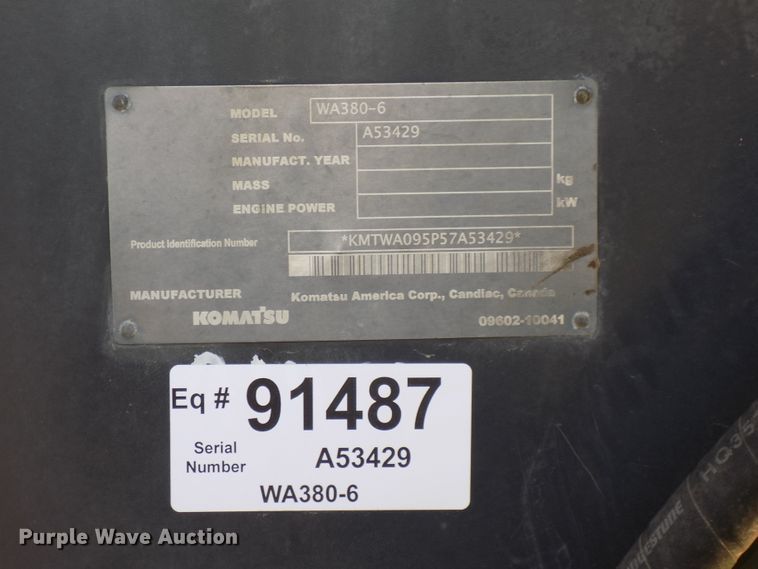 MODEL WA380-6
SERIAL No. A53429
MANUFACT. YEAR
MASS kg
ENGINE POWER kW
Product Identification Number *KMTWA095P57A53429*
MANUFACTURER Komatsu America Corp., Candiac, Canada
KOMATSU 09602-10041
Eq # 91487
Serial Number A53429
WA380-6
HQ35
Purple Wave Auction